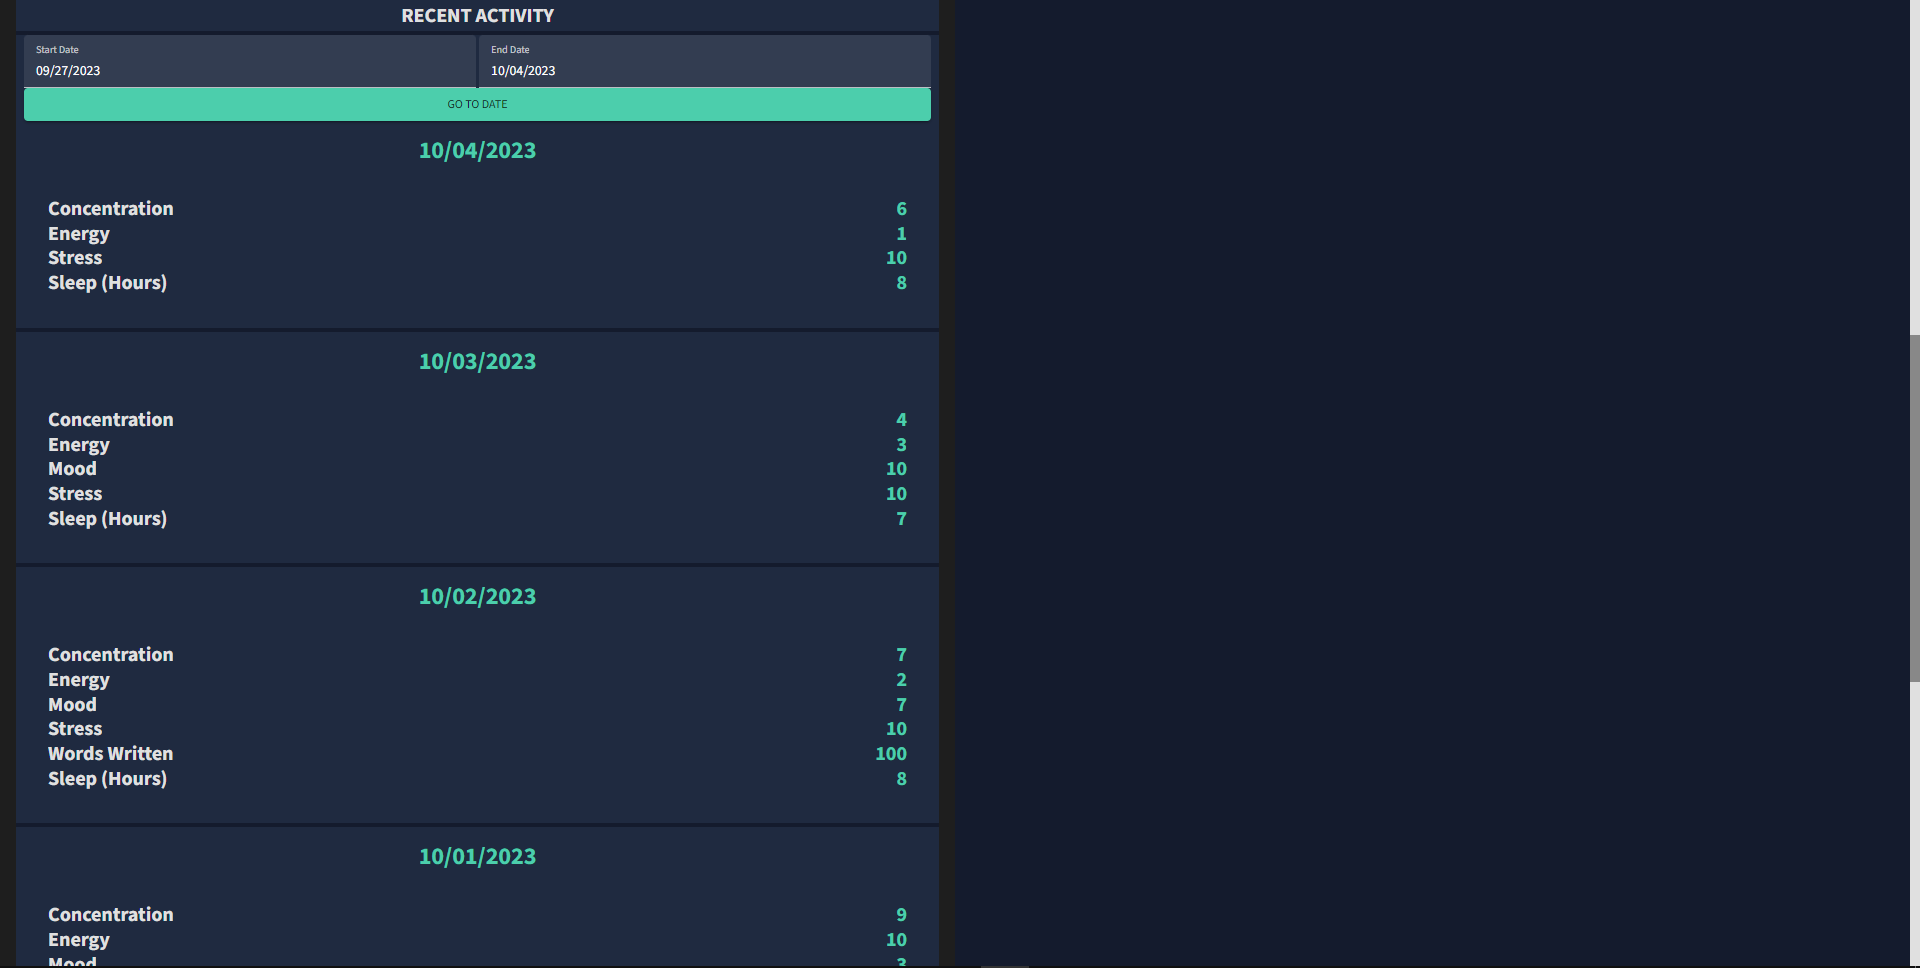 RECENT ACTIVITY
Start Date
End Date
09/27/2023
10/04/2023
GO TO DATE
10/04/2023
Concentration 6
Energy 1
Stress 10
Sleep (Hours) 8
10/03/2023
Concentration 4
Energy 3
Mood 10
Stress 10
Sleep (Hours) 7
10/02/2023
Concentration 7
Energy 2
Mood 7
Stress 10
Words Written 100
Sleep (Hours) 8
10/01/2023
Concentration 9
Energy 10
Mood 3